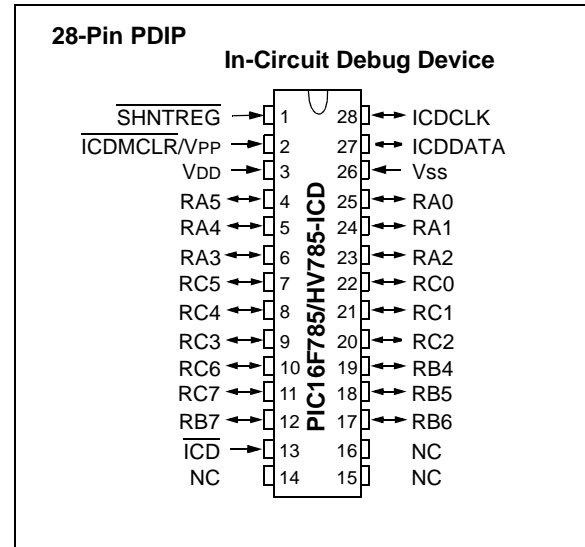 28-Pin PDIP
In-Circuit Debug Device
SHNTREG 1 28 ICDCLK
ICDMCLR/VPP 2 27 ICDDATA
VDD 3 26 VSS
RA5 4 25 RA0
RA4 5 24 RA1
RA3 6 23 RA2
RC5 7 22 RC0
RC4 8 21 RC1
RC3 9 20 RC2
RC6 10 19 RB4
RC7 11 18 RB5
RB7 12 17 RB6
ICD 13 16 NC
NC 14 15 NC
PIC16F785/HV785-ICD